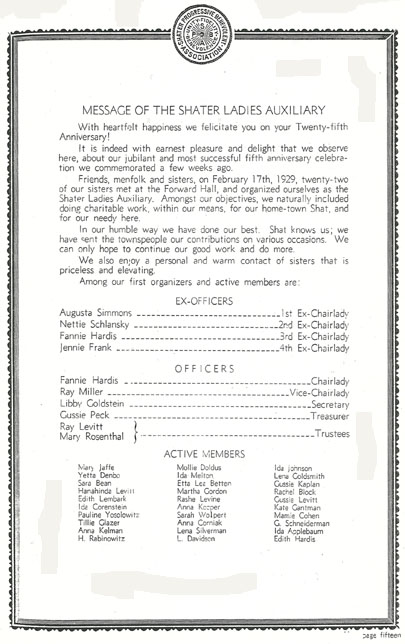 SHATER PROGRESSIVE BENEVOLENT ASSOCIATION
MESSAGE OF THE SHATER LADIES AUXILIARY
With heartfelt happiness we felicitate you on your Twenty-fifth
Anniversary!
It is indeed with earnest pleasure and delight that we observe
here, about our jubilant and most successful fifth anniversary celebra-
tion we commemorated a few weeks ago.
Friends, menfolk and sisters, on February 17th, 1929, twenty-two
of our sisters met at the Forward Hall, and organized ourselves as the
Shater Ladies Auxiliary. Amongst our objectives, we naturally included
doing charitable work, within our means, for our home-town Shat, and
for our needy here.
In our humble way we have done our best. Shat knows us; we
have sent the townspeople our contributions on various occasions. We
can only hope to continue our good work and do more.
We also enjoy a personal and warm contact of sisters that is
priceless and elevating.
Among our first organizers and active members are:
EX-OFFICERS
Augusta Simmons ---------- 1st Ex-Chairlady
Nettie Schlansky ---------- 2nd Ex-Chairlady
Fannie Hardis ---------- 3rd Ex-Chairlady
Jennie Frank ---------- 4th Ex-Chairlady
OFFICERS
Fannie Hardis ---------- Chairlady
Ray Miller ---------- Vice-Chairlady
Libby Goldstein ---------- Secretary
Gussie Peck ---------- Treasurer
Ray Levitt
Mary Rosenthal } ---------- Trustees
ACTIVE MEMBERS
Mary Jaffe
Yetta Denbo
Sara Bean
Hanahinda Levitt
Edith Lembark
Ida Corenstein
Pauline Yosolowitz
Tillie Glazer
Anna Kelman
H. Rabinowitz
Mollie Doldus
Ida Melton
Etta Lee Betten
Martha Gordon
Rashe Levine
Anna Kepper
Sarah Wolpert
Anna Corniak
Lena Silverman
L. Davidson
Ida Johnson
Lena Goldsmith
Gussie Kaplan
Rachel Block
Gussie Levitt
Kate Gantman
Mamie Cohen
G. Schneiderman
Ida Applebaum
Edith Hardis
page fifteen